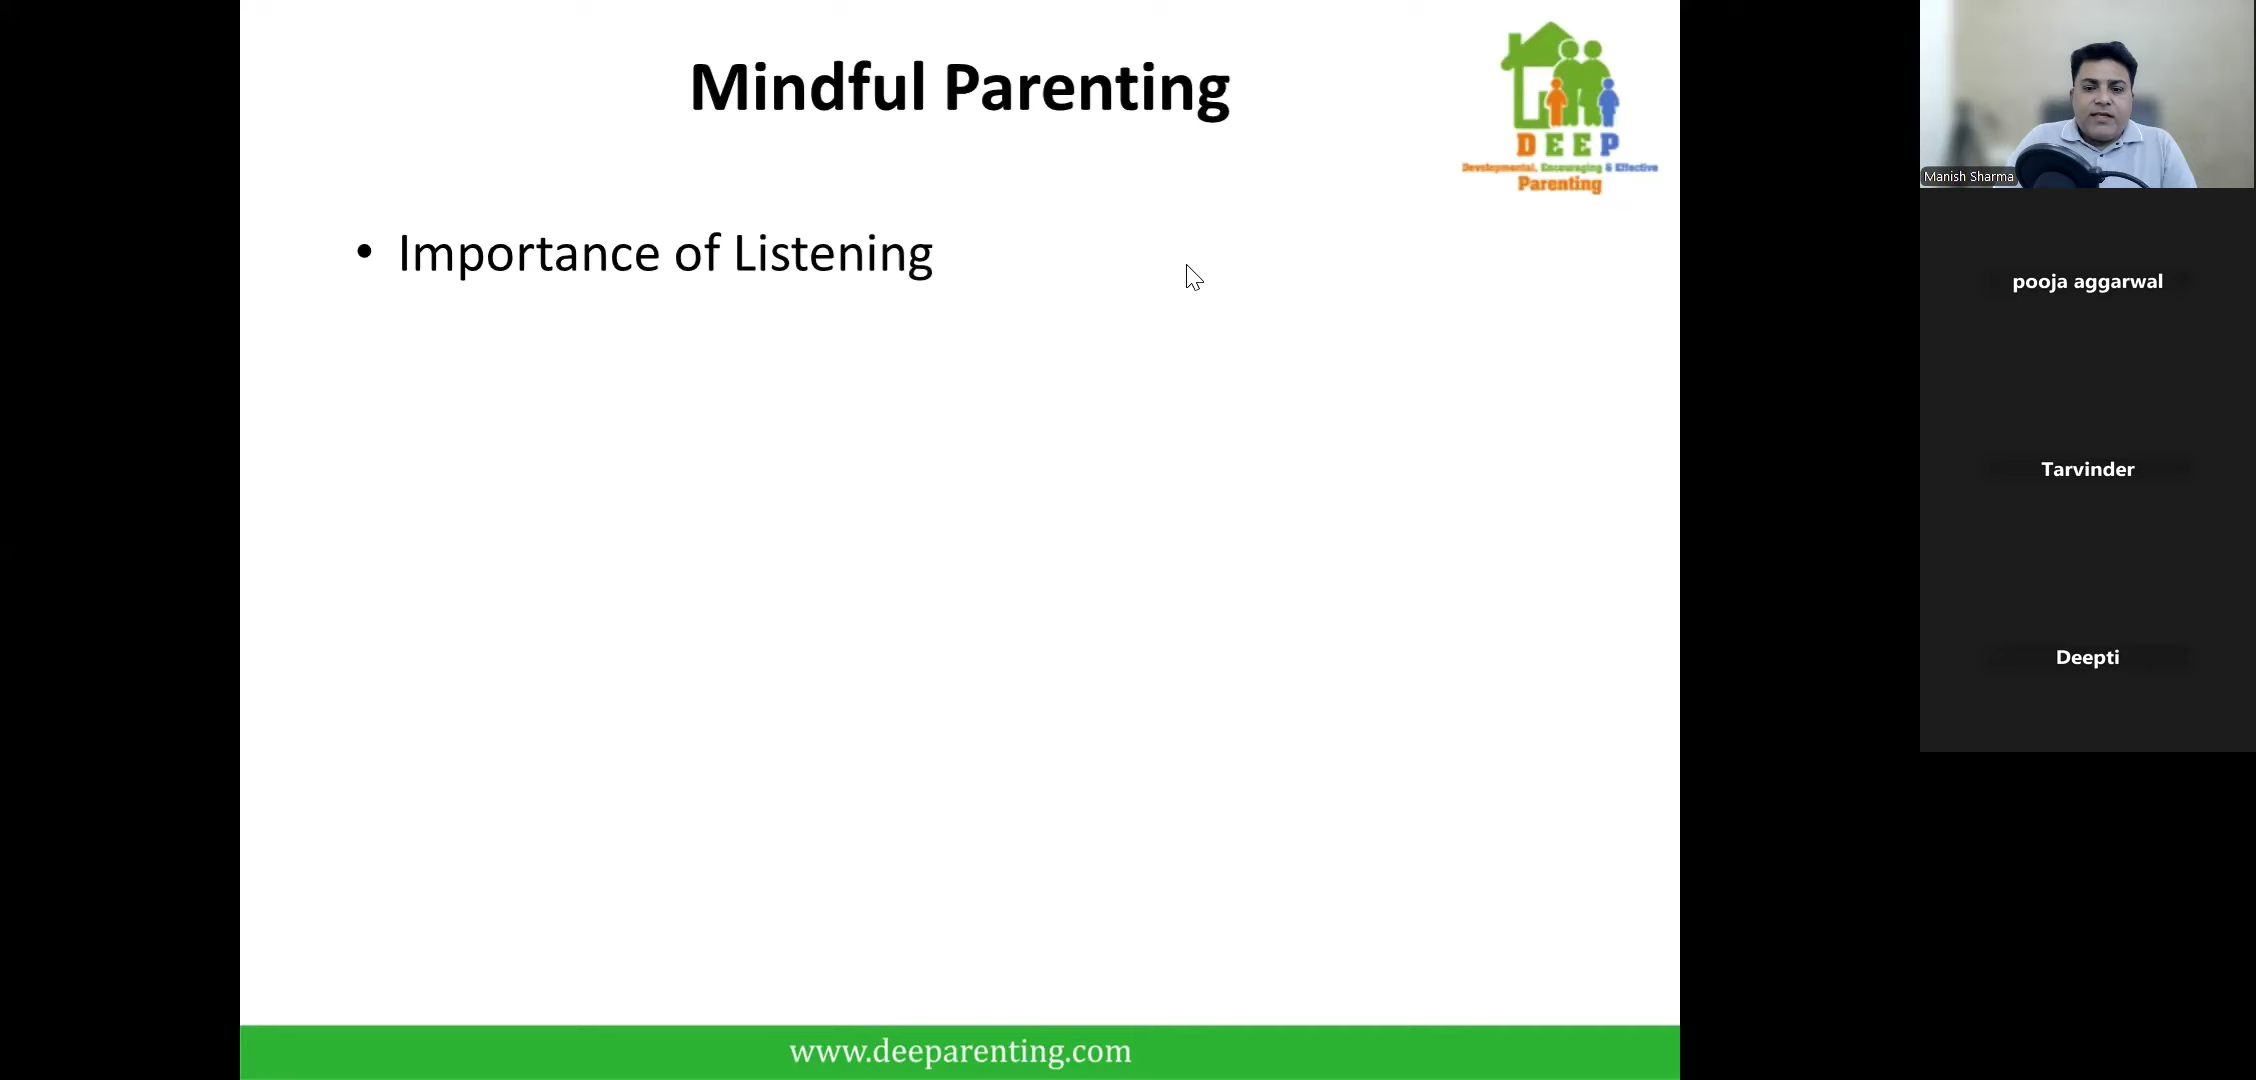 Mindful Parenting
DEEP
Developmental, Encouraging & Effective
Parenting
• Importance of Listening
www.deeparenting.com
Manish Sharma
pooja aggarwal
Tarvinder
Deepti